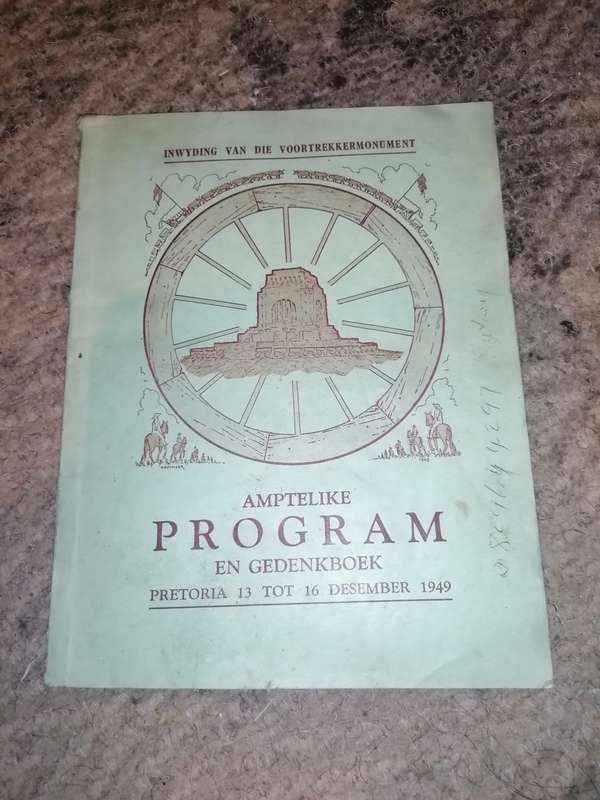 INWYDING VAN DIE VOORTREKKERMONUMENT
AMPTELIKE
PROGRAM
EN GEDENKBOEK
PRETORIA 13 TOT 16 DESEMBER 1949